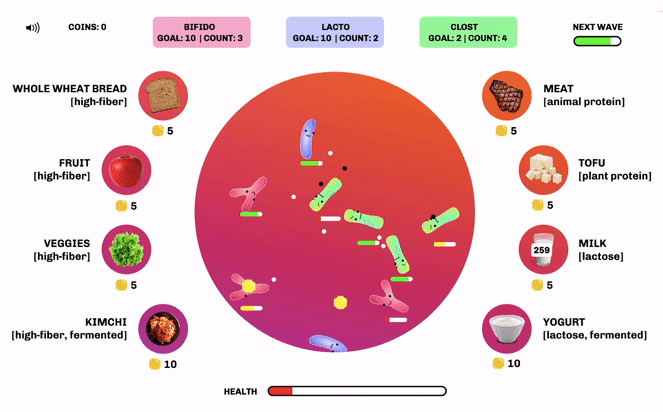 COINS: 0
BIFIDO
GOAL: 10 | COUNT: 3
LACTO
GOAL: 10 | COUNT: 2
CLOST
GOAL: 2 | COUNT: 4
NEXT WAVE
WHOLE WHEAT BREAD
[high-fiber]
5
FRUIT
[high-fiber]
5
VEGGIES
[high-fiber]
5
KIMCHI
[high-fiber, fermented]
10
MEAT
[animal protein]
5
TOFU
[plant protein]
5
MILK
[lactose]
259
5
YOGURT
[lactose, fermented]
10
HEALTH